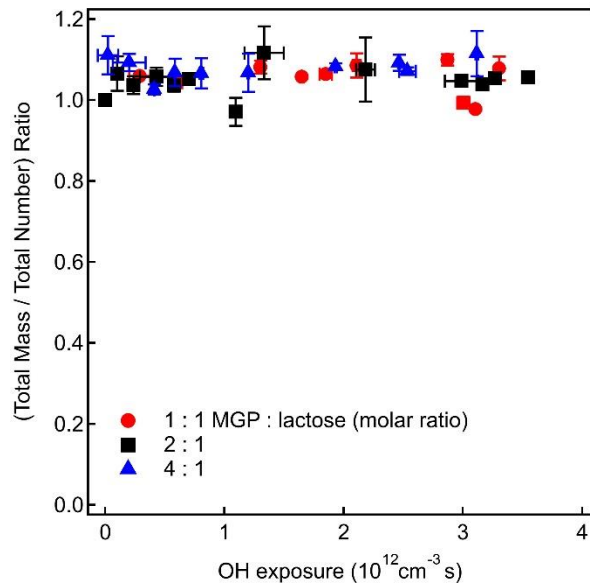 1.2
1.0
0.8
0.6
0.4
0.2
0.0
(Total Mass / Total Number) Ratio
1 : 1 MGP : lactose (molar ratio)
2 : 1
4 : 1
0 1 2 3 4
OH exposure (10¹²cm⁻³ s)